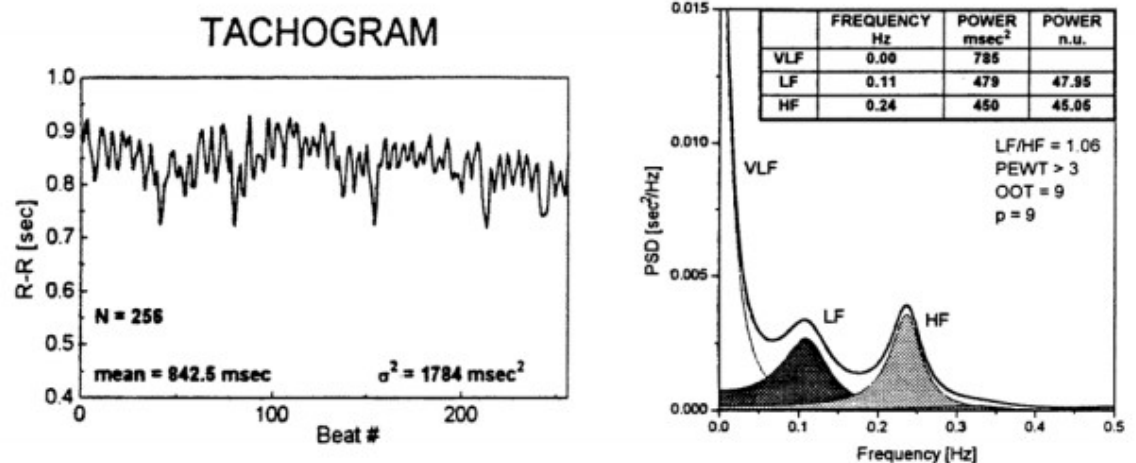 TACHOGRAM
1.0
0.9
0.8
0.7
0.6
0.5
0.4
R-R [sec]
N = 256
mean = 842.5 msec
σ² = 1784 msec²
0
100
200
Beat #
0.015
0.010
0.005
0.000
PSD [sec²/Hz]
FREQUENCY Hz POWER msec² POWER n.u.
VLF 0.00 785
LF 0.11 479 47.95
HF 0.24 450 45.05
LF/HF = 1.06
PEWT > 3
OOT = 9
p = 9
VLF
LF
HF
0.0
0.1
0.2
0.3
0.4
0.5
Frequency [Hz]